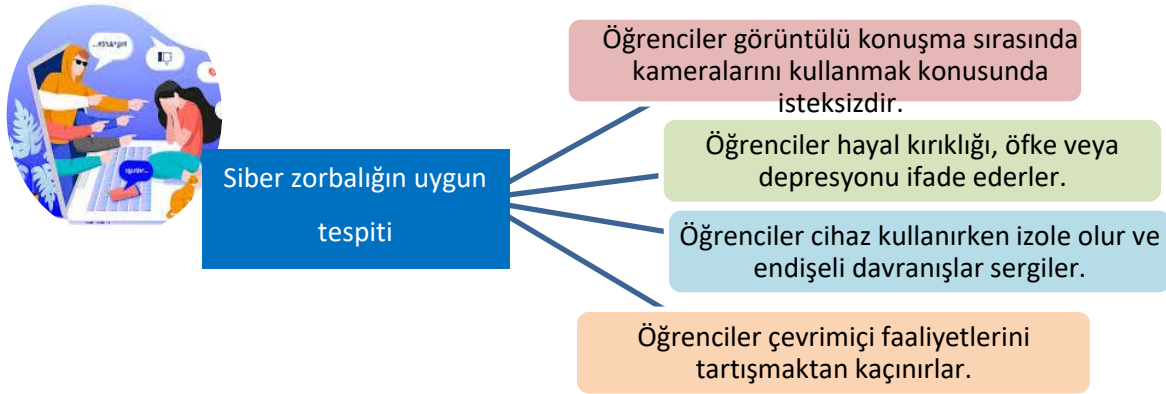 Siber zorbalığın uygun
tespiti
Öğrenciler görüntülü konuşma sırasında
kameralarını kullanmak konusunda
isteksizdir.
Öğrenciler hayal kırıklığı, öfke veya
depresyonu ifade ederler.
Öğrenciler cihaz kullanırken izole olur ve
endişeli davranışlar sergiler.
Öğrenciler çevrimiçi faaliyetlerini
tartışmaktan kaçınırlar.